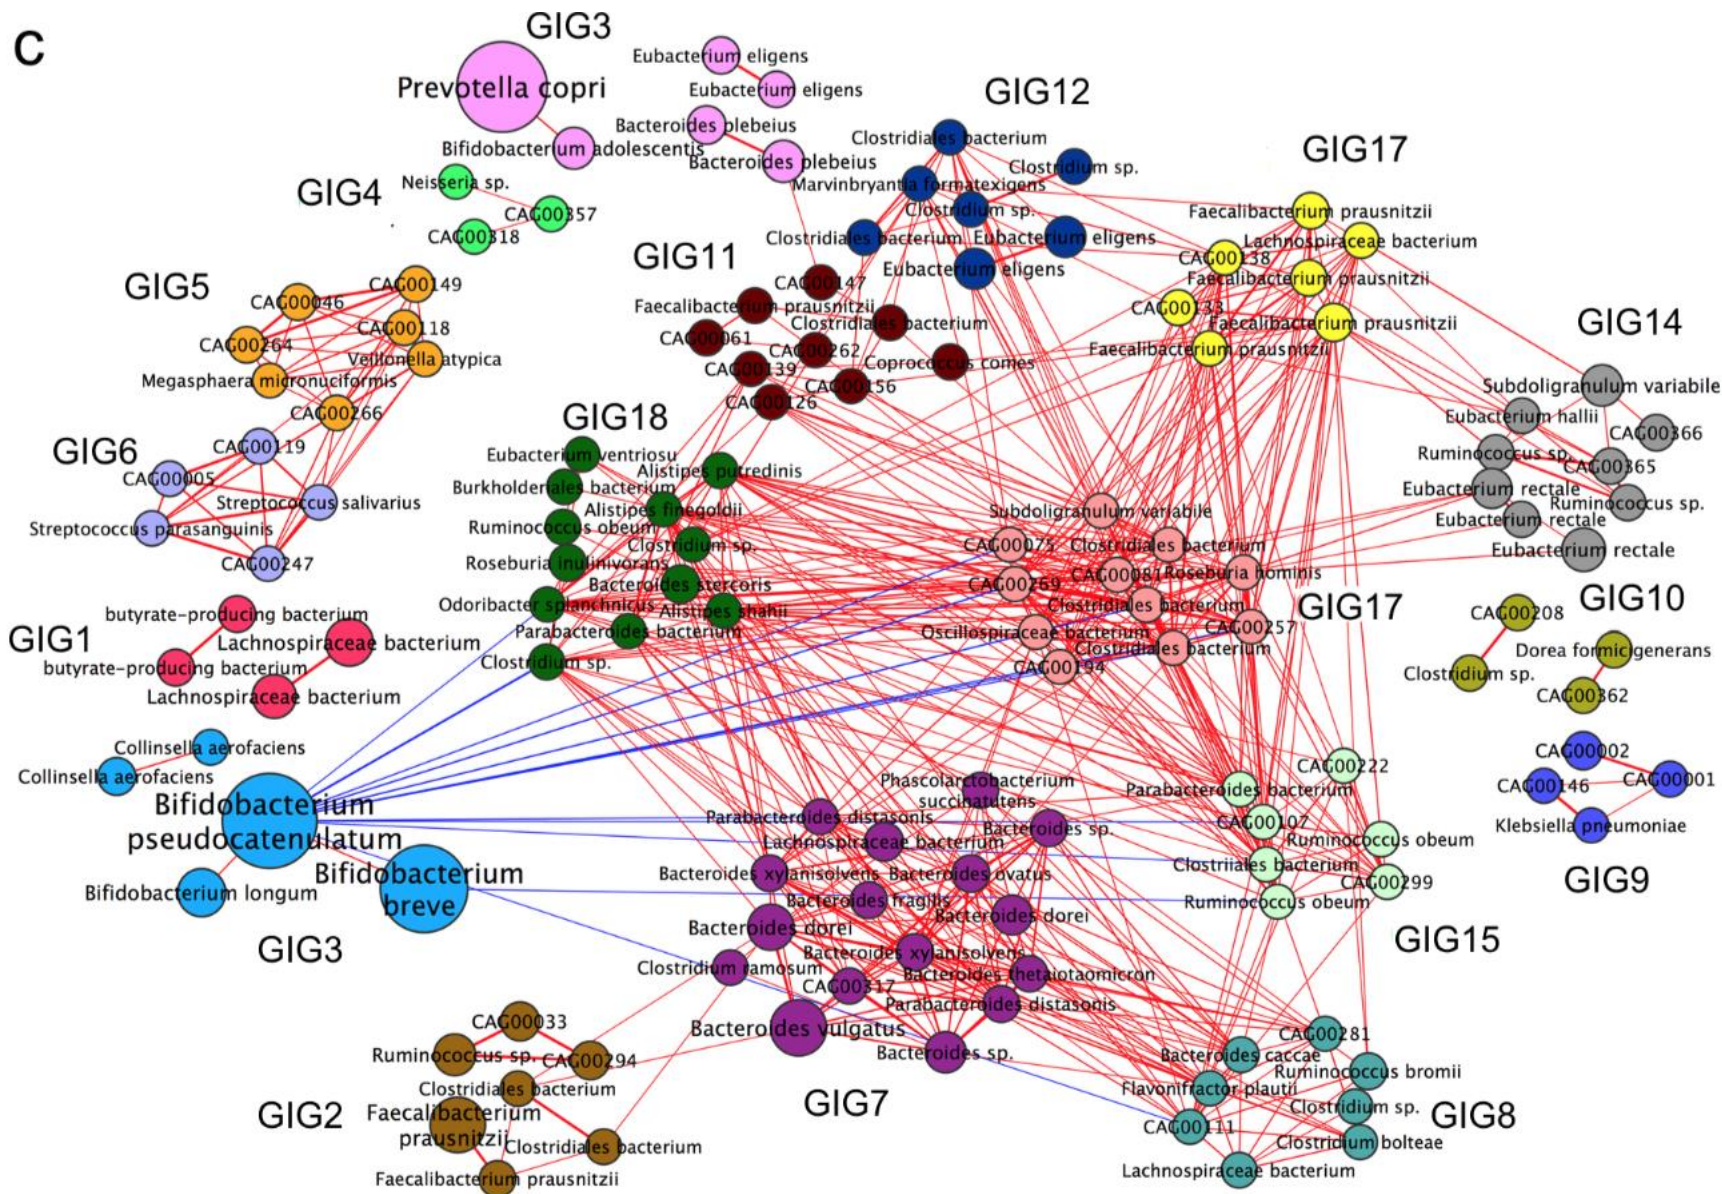 C
GIG3
Prevotella copri
Bifidobacterium adolescentis
Eubacterium eligens
Eubacterium eligens
Bacteroides plebeius
Bacteroides plebeius
GIG4
Neisseria sp.
CAG00357
CAG00318
GIG12
Clostridiales bacterium
Clostridium sp.
Marvinbryantia formatexigens
Clostridium sp.
Clostridiales bacterium
Eubacterium eligens
Eubacterium eligens
GIG17
Faecalibacterium prausnitzii
Lachnospiraceae bacterium
CAG00138
Faecalibacterium prausnitzii
CAG00133
Faecalibacterium prausnitzii
Faecalibacterium prausnitzii
GIG5
CAG00149
CAG00046
CAG00118
CAG00264
Veillonella atypica
Megasphaera micronuciformis
CAG00266
GIG11
CAG00147
Faecalibacterium prausnitzii
Clostridiales bacterium
CAG00061
CAG00262
Coprococcus comes
CAG00139
CAG00156
CAG00126
GIG14
Subdoligranulum variabile
Eubacterium hallii
CAG00366
Ruminococcus sp.
CAG00365
Eubacterium rectale
Ruminococcus sp.
Eubacterium rectale
Eubacterium rectale
GIG6
CAG00119
CAG00005
Streptococcus salivarius
Streptococcus parasanguinis
CAG00247
GIG18
Eubacterium ventriosu
Alistipes putredinis
Burkholderiales bacterium
Alistipes finegoldii
Ruminococcus obeum
Clostridium sp.
Roseburia inulinivorans
Bacteroides stercoris
Odoribacter splanchnicus
Alistipes shahii
Parabacteroides bacterium
Clostridium sp.
Subdoligranulum variabile
CAG00075
Clostridiales bacterium
CAG00269
CAG00081
Roseburia hominis
Clostridiales bacterium
GIG17
Oscillospiraceae bacterium
CAG00257
Clostridiales bacterium
CAG00194
GIG10
CAG00208
Dorea formicigenerans
Clostridium sp.
CAG00362
GIG1
butyrate-producing bacterium
Lachnospiraceae bacterium
butyrate-producing bacterium
Lachnospiraceae bacterium
Collinsella aerofaciens
Collinsella aerofaciens
Bifidobacterium
pseudocatenulatum
Bifidobacterium
breve
Bifidobacterium longum
GIG3
CAG00002
CAG00146
CAG00001
Klebsiella pneumoniae
GIG9
CAG00222
Parabacteroides bacterium
CAG00107
Ruminococcus obeum
Clostriiales bacterium
CAG00299
Ruminococcus obeum
GIG15
Phascolarctobacterium
succinatutens
Parabacteroides distasonis
Bacteroides sp.
Lachnospiraceae bacterium
Bacteroides xylanisolvens
Bacteroides ovatus
Bacteroides fragilis
Bacteroides dorei
Bacteroides dorei
Bacteroides xylanisolvens
Clostridium ramosum
Bacteroides thetaiotaomicron
CAG00317
Parabacteroides distasonis
Bacteroides vulgatus
Bacteroides sp.
GIG7
CAG00033
Ruminococcus sp.
CAG00294
Clostridiales bacterium
GIG2
Faecalibacterium
prausnitzii
Clostridiales bacterium
Faecalibacterium prausnitzii
CAG00281
Bacteroides caccae
Ruminococcus bromii
Flavonifractor plautii
Clostridium sp.
GIG8
CAG00111
Clostridium bolteae
Lachnospiraceae bacterium